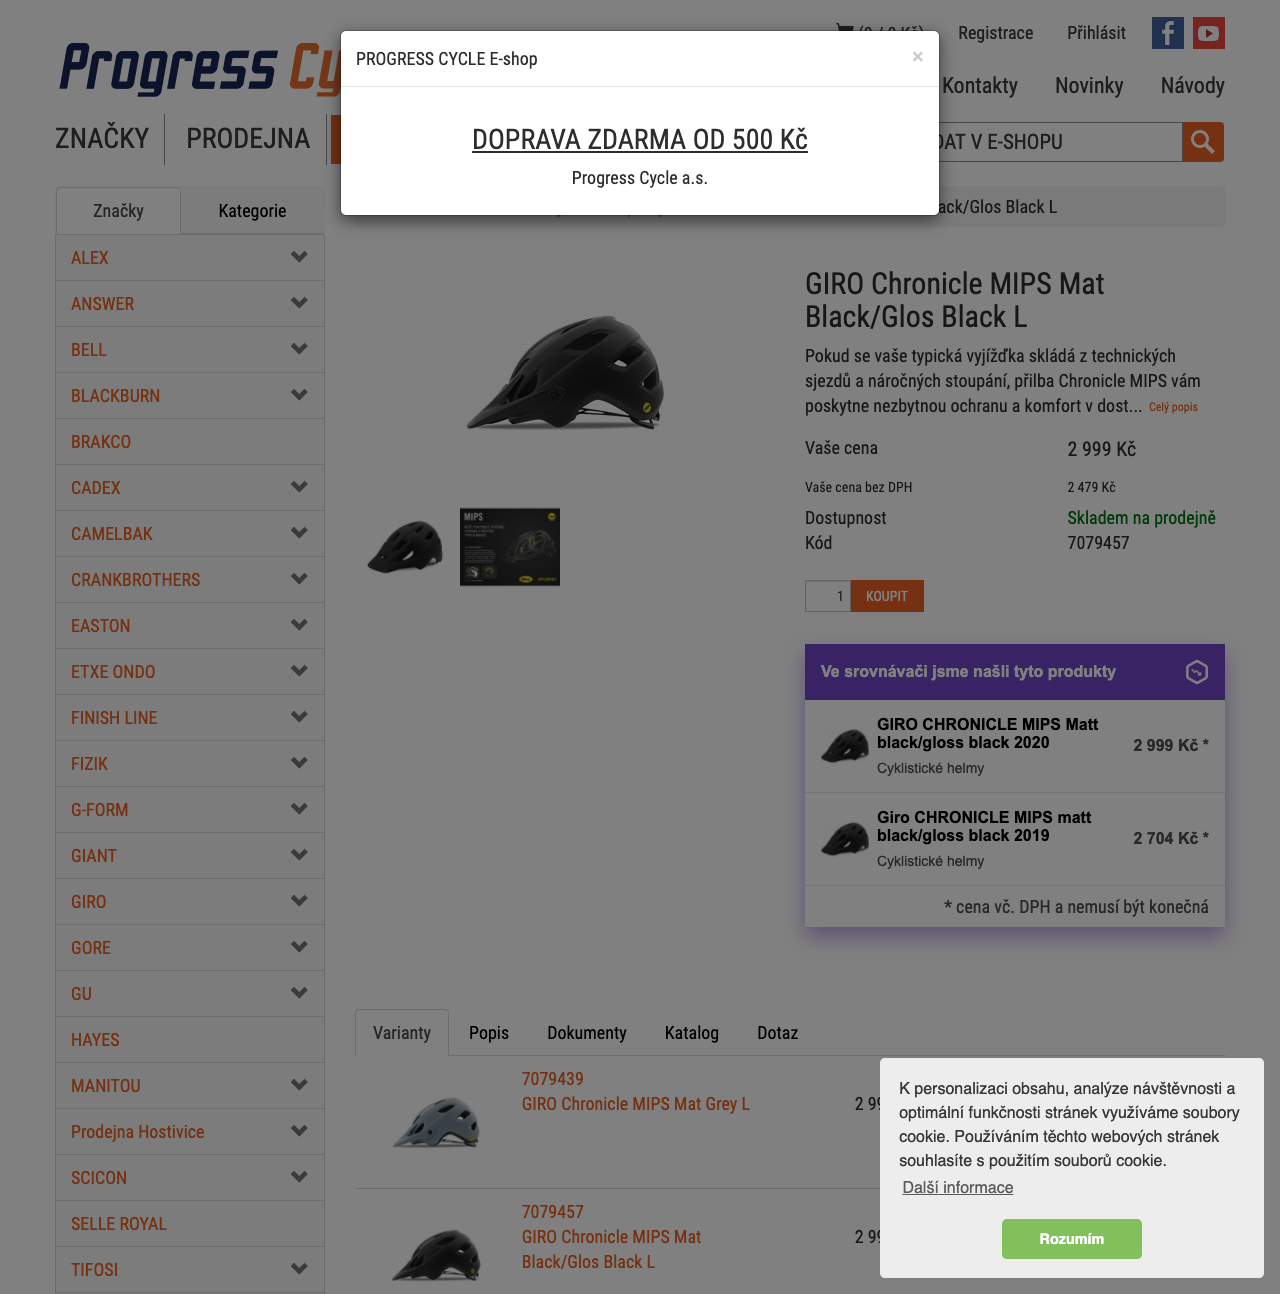 Registrace
Přihlásit
Progress Cy
PROGRESS CYCLE E-shop
×
DOPRAVA ZDARMA OD 500 Kč
Progress Cycle a.s.
Kontakty
Novinky
Návody
ZNAČKY
PRODEJNA
DAT V E-SHOPU
Značky
Kategorie
ack/Glos Black L
ALEX
ANSWER
BELL
BLACKBURN
BRAKCO
CADEX
CAMELBAK
CRANKBROTHERS
EASTON
ETXE ONDO
FINISH LINE
FIZIK
G-FORM
GIANT
GIRO
GORE
GU
HAYES
MANITOU
Prodejna Hostivice
SCICON
SELLE ROYAL
TIFOSI
MIPS
GIRO Chronicle MIPS Mat
Black/Glos Black L
Pokud se vaše typická vyjížďka skládá z technických
sjezdů a náročných stoupání, přilba Chronicle MIPS vám
poskytne nezbytnou ochranu a komfort v dost... Celý popis
Vaše cena 2 999 Kč
Vaše cena bez DPH 2 479 Kč
Dostupnost Skladem na prodejně
Kód 7079457
1 KOUPIT
Ve srovnávači jsme našli tyto produkty
GIRO CHRONICLE MIPS Matt
black/gloss black 2020
2 999 Kč *
Cyklistické helmy
Giro CHRONICLE MIPS matt
black/gloss black 2019
2 704 Kč *
Cyklistické helmy
* cena vč. DPH a nemusí být konečná
Varianty Popis Dokumenty Katalog Dotaz
7079439
GIRO Chronicle MIPS Mat Grey L
2 99
7079457
GIRO Chronicle MIPS Mat
Black/Glos Black L
2 99
K personalizaci obsahu, analýze návštěvnosti a
optimální funkčnosti stránek využíváme soubory
cookie. Používáním těchto webových stránek
souhlasíte s použitím souborů cookie.
Další informace
Rozumím